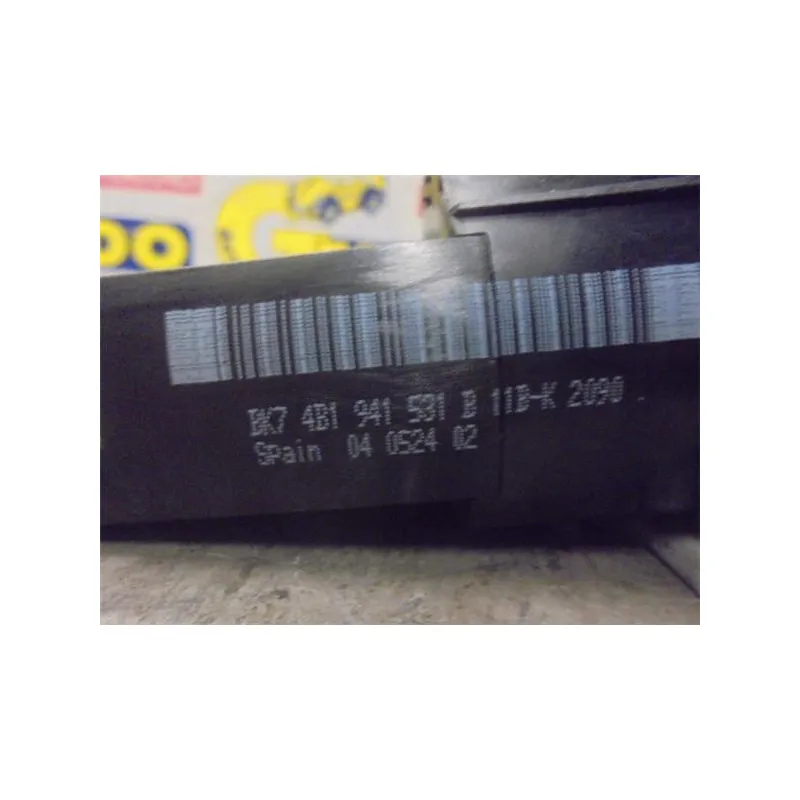 BK7 4B1 941 531 B 11B-K 2090
Spain 04 0524 02